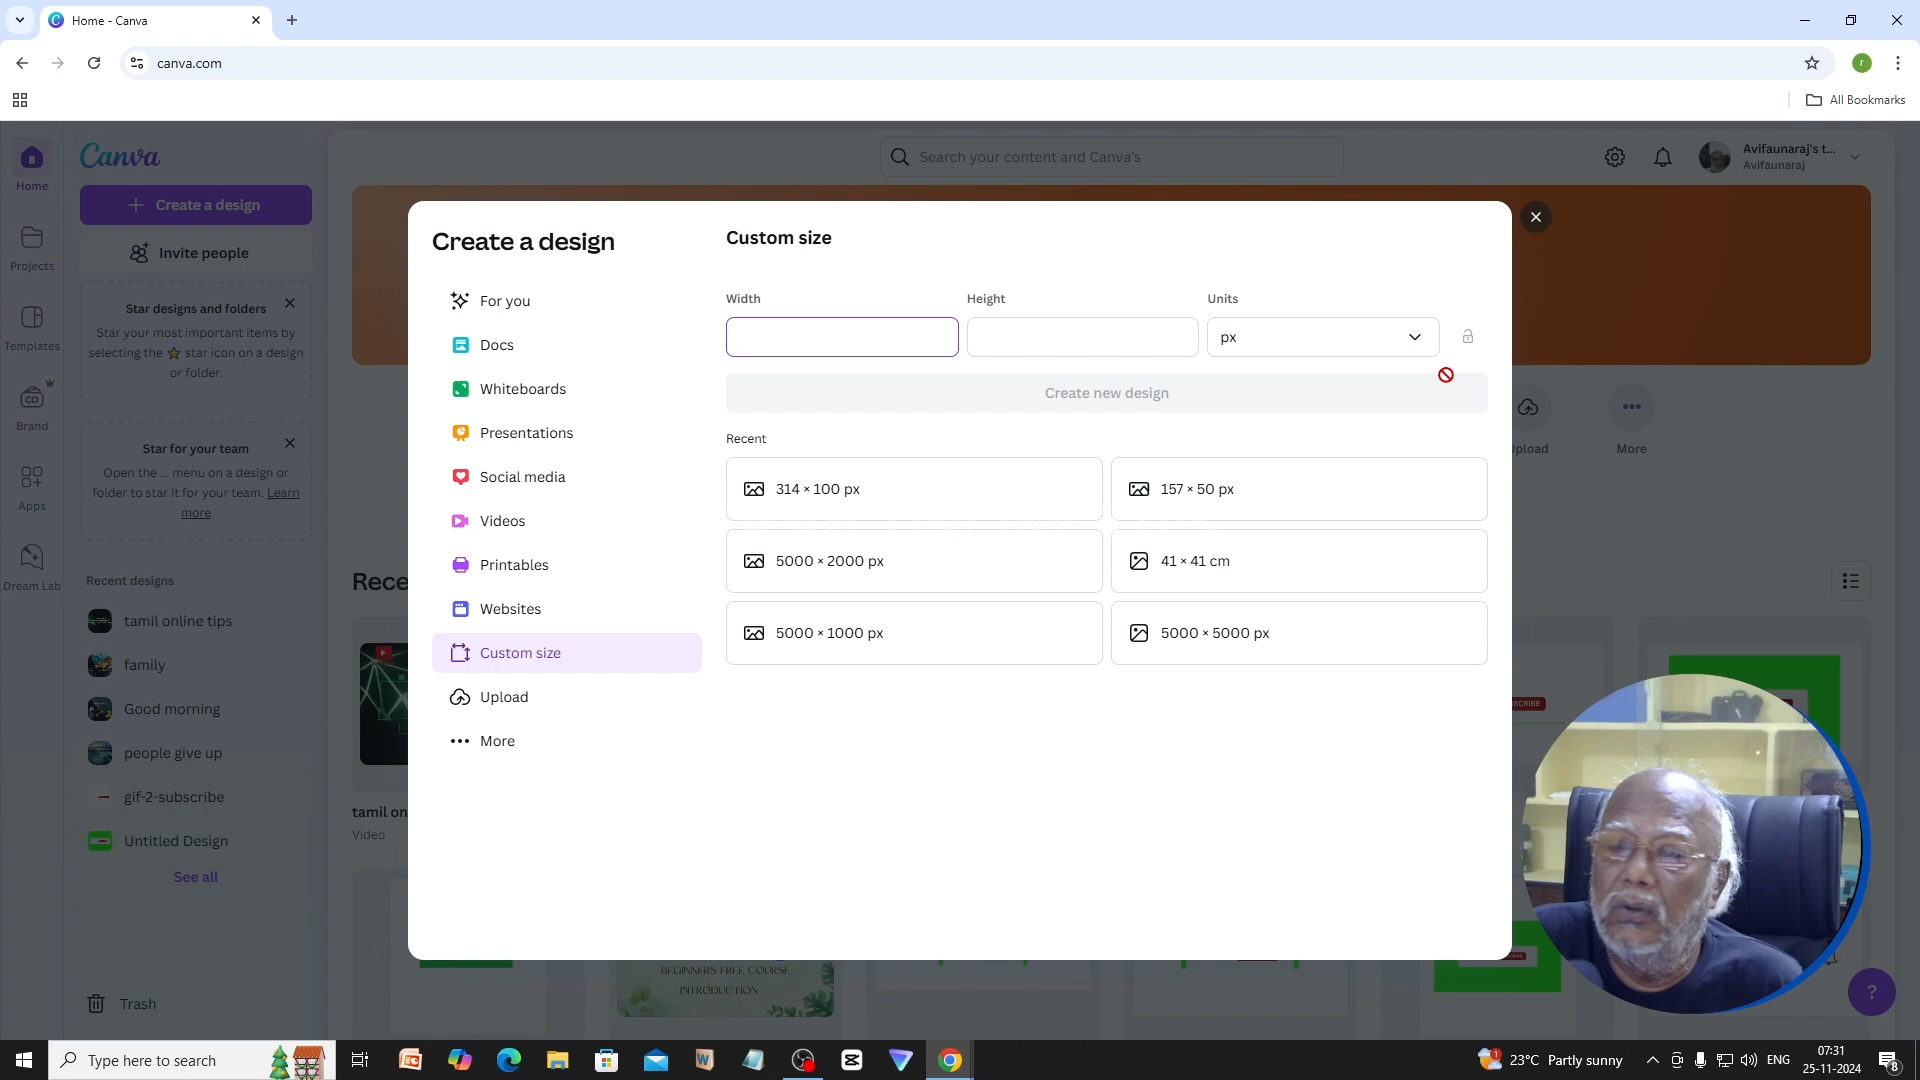 Home - Canva
canva.com
All Bookmarks
Canva
Search your content and Canva's
Avifaunaraj's t...
Avifaunaraj
Home
Create a design
Invite people
Projects
Star designs and folders
Star your most important items by
selecting the ⭐ star icon on a design
or folder.
Templates
Brand
Star for your team
Open the ... menu on a design or
folder to star it for your team. Learn
more
Apps
Dream Lab
Recent designs
tamil online tips
family
Good morning
people give up
gif-2-subscribe
Untitled Design
See all
Trash
Create a design
For you
Docs
Whiteboards
Presentations
Social media
Videos
Printables
Websites
Custom size
Upload
More
Custom size
Width
Height
Units
px
Create new design
Recent
314 × 100 px
157 × 50 px
5000 × 2000 px
41 × 41 cm
5000 × 1000 px
5000 × 5000 px
pload
More
Rece
tamil on
Video
BEGINNERS FREE COURSE
INTRODUCTION
?
Type here to search
23°C Partly sunny
ENG
07:31
25-11-2024
8